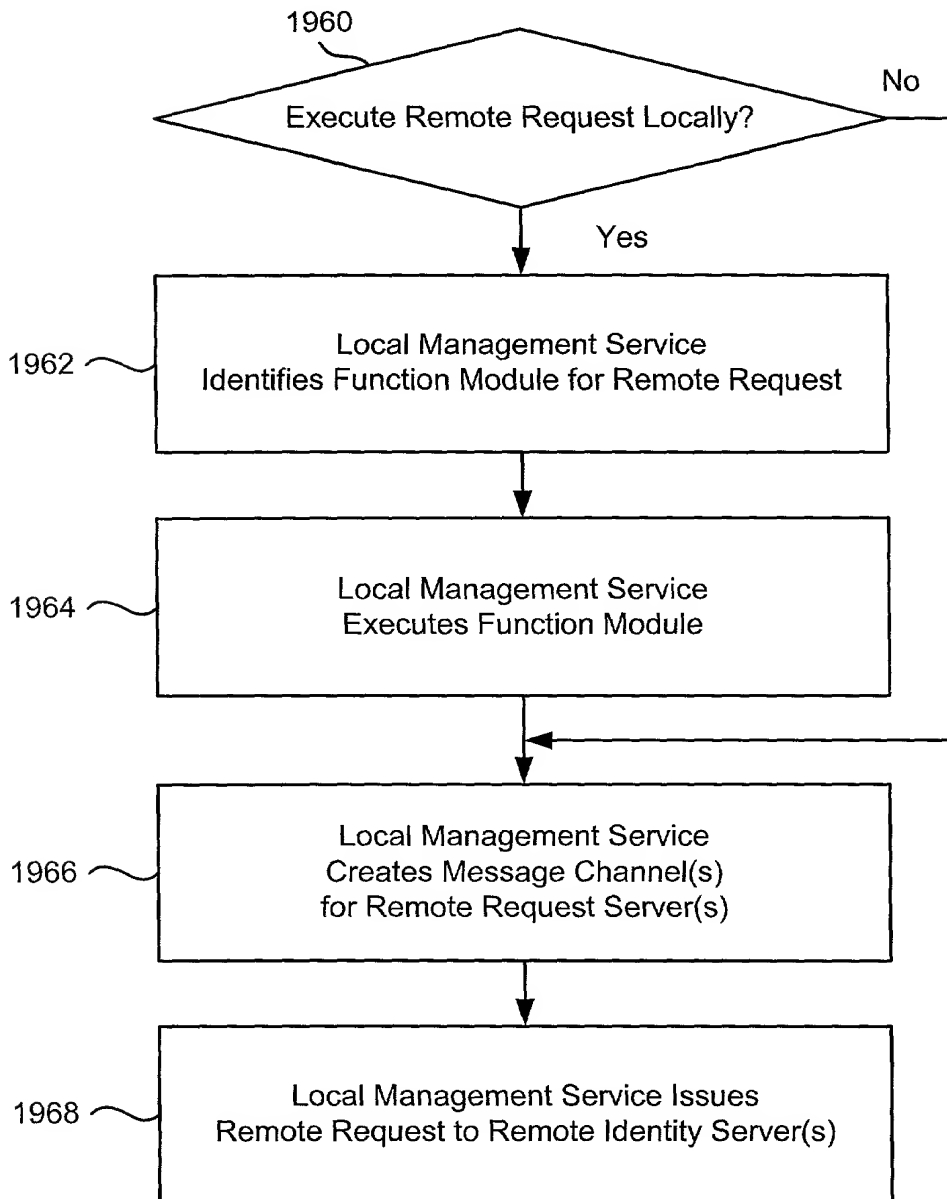 1960
No
Execute Remote Request Locally?
Yes
1962
Local Management Service
Identifies Function Module for Remote Request
1964
Local Management Service
Executes Function Module
1966
Local Management Service
Creates Message Channel(s)
for Remote Request Server(s)
1968
Local Management Service Issues
Remote Request to Remote Identity Server(s)